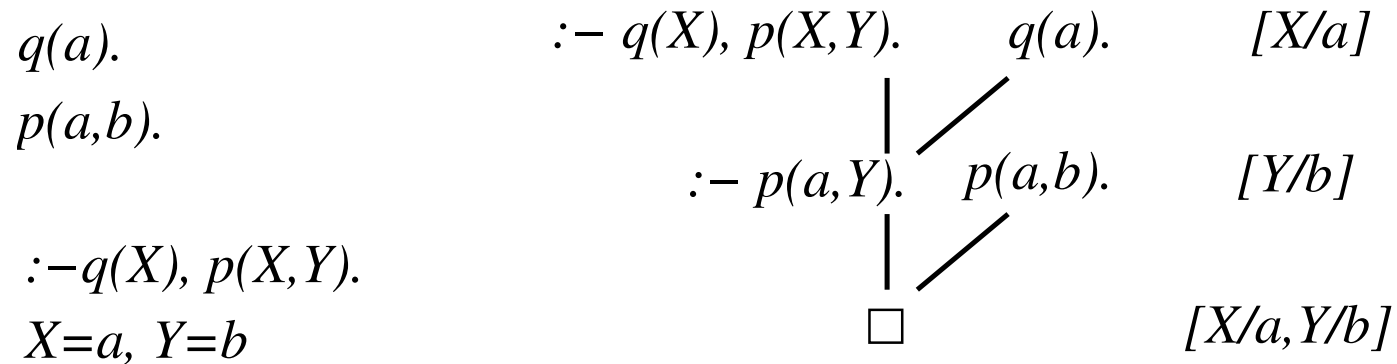 q(a).
p(a,b).
:−q(X), p(X,Y).
X=a, Y=b
:− q(X), p(X,Y). q(a). [X/a]
:− p(a,Y). p(a,b). [Y/b]
□ [X/a,Y/b]